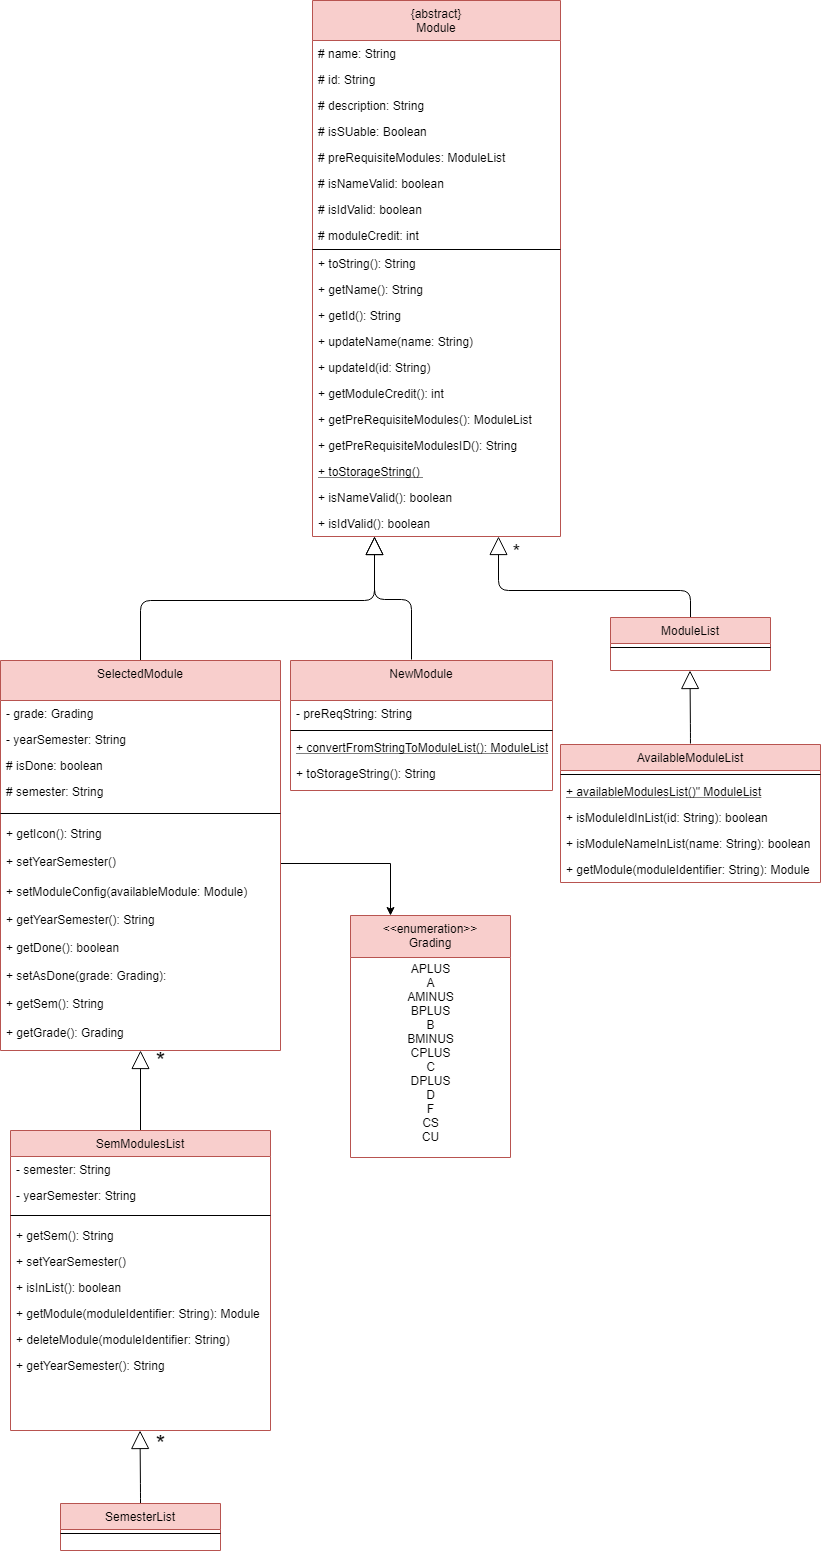 {abstract}
Module
# name: String
# id: String
# description: String
# isSUable: Boolean
# preRequisiteModules: ModuleList
# isNameValid: boolean
# isIdValid: boolean
# moduleCredit: int
+ toString(): String
+ getName(): String
+ getId(): String
+ updateName(name: String)
+ updateId(id: String)
+ getModuleCredit(): int
+ getPreRequisiteModules(): ModuleList
+ getPreRequisiteModulesID(): String
+ toStorageString()
+ isNameValid(): boolean
+ isIdValid(): boolean
*
ModuleList
SelectedModule
- grade: Grading
- yearSemester: String
# isDone: boolean
# semester: String
+ getIcon(): String
+ setYearSemester()
+ setModuleConfig(availableModule: Module)
+ getYearSemester(): String
+ getDone(): boolean
+ setAsDone(grade: Grading):
+ getSem(): String
+ getGrade(): Grading
NewModule
- preReqString: String
+ convertFromStringToModuleList(): ModuleList
+ toStorageString(): String
AvailableModuleList
+ availableModulesList()" ModuleList
+ isModuleIdInList(id: String): boolean
+ isModuleNameInList(name: String): boolean
+ getModule(moduleIdentifier: String): Module
<<enumeration>>
Grading
APLUS
A
AMINUS
BPLUS
B
BMINUS
CPLUS
C
DPLUS
D
F
CS
CU
*
SemModulesList
- semester: String
- yearSemester: String
+ getSem(): String
+ setYearSemester()
+ isInList(): boolean
+ getModule(moduleIdentifier: String): Module
+ deleteModule(moduleIdentifier: String)
+ getYearSemester(): String
*
SemesterList